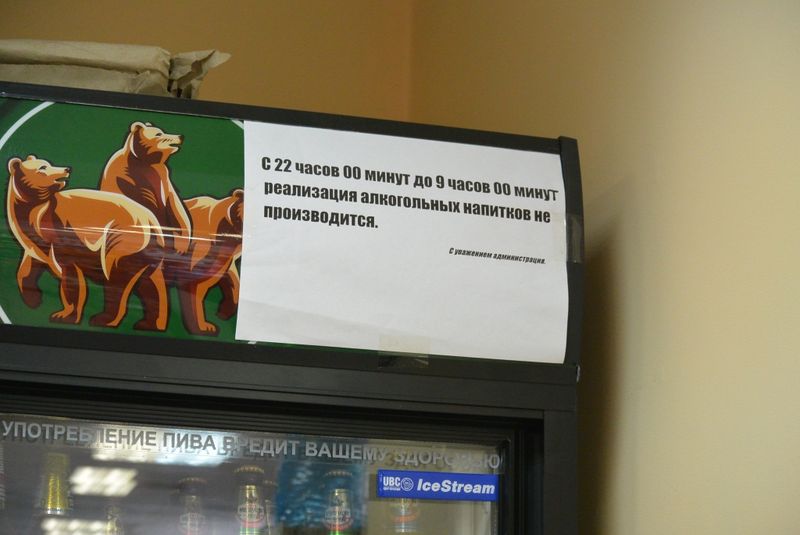 С 22 часов 00 минут до 9 часов 00 минут
реализация алкогольных напитков не
производится.
С уважением администрация.
УПОТРЕБЛЕНИЕ ПИВА ВРЕДИТ ВАШЕМУ ЗДОРОВЬЮ
UBC IceStream